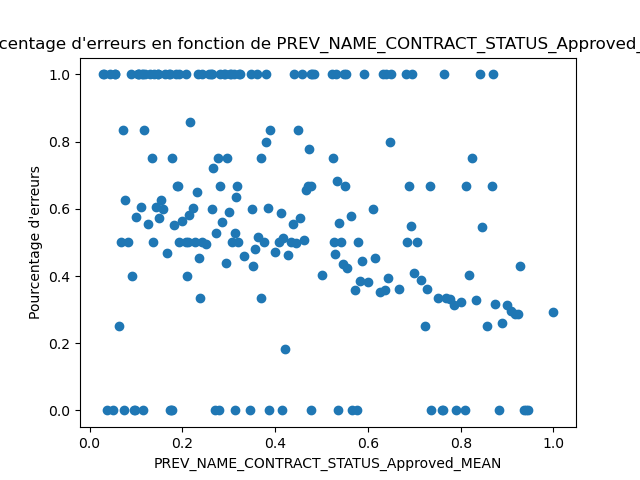 centage d'erreurs en fonction de PREV_NAME_CONTRACT_STATUS_Approved_
1.0
0.8
0.6
0.4
0.2
0.0
Pourcentage d'erreurs
0.0 0.2 0.4 0.6 0.8 1.0
PREV_NAME_CONTRACT_STATUS_Approved_MEAN